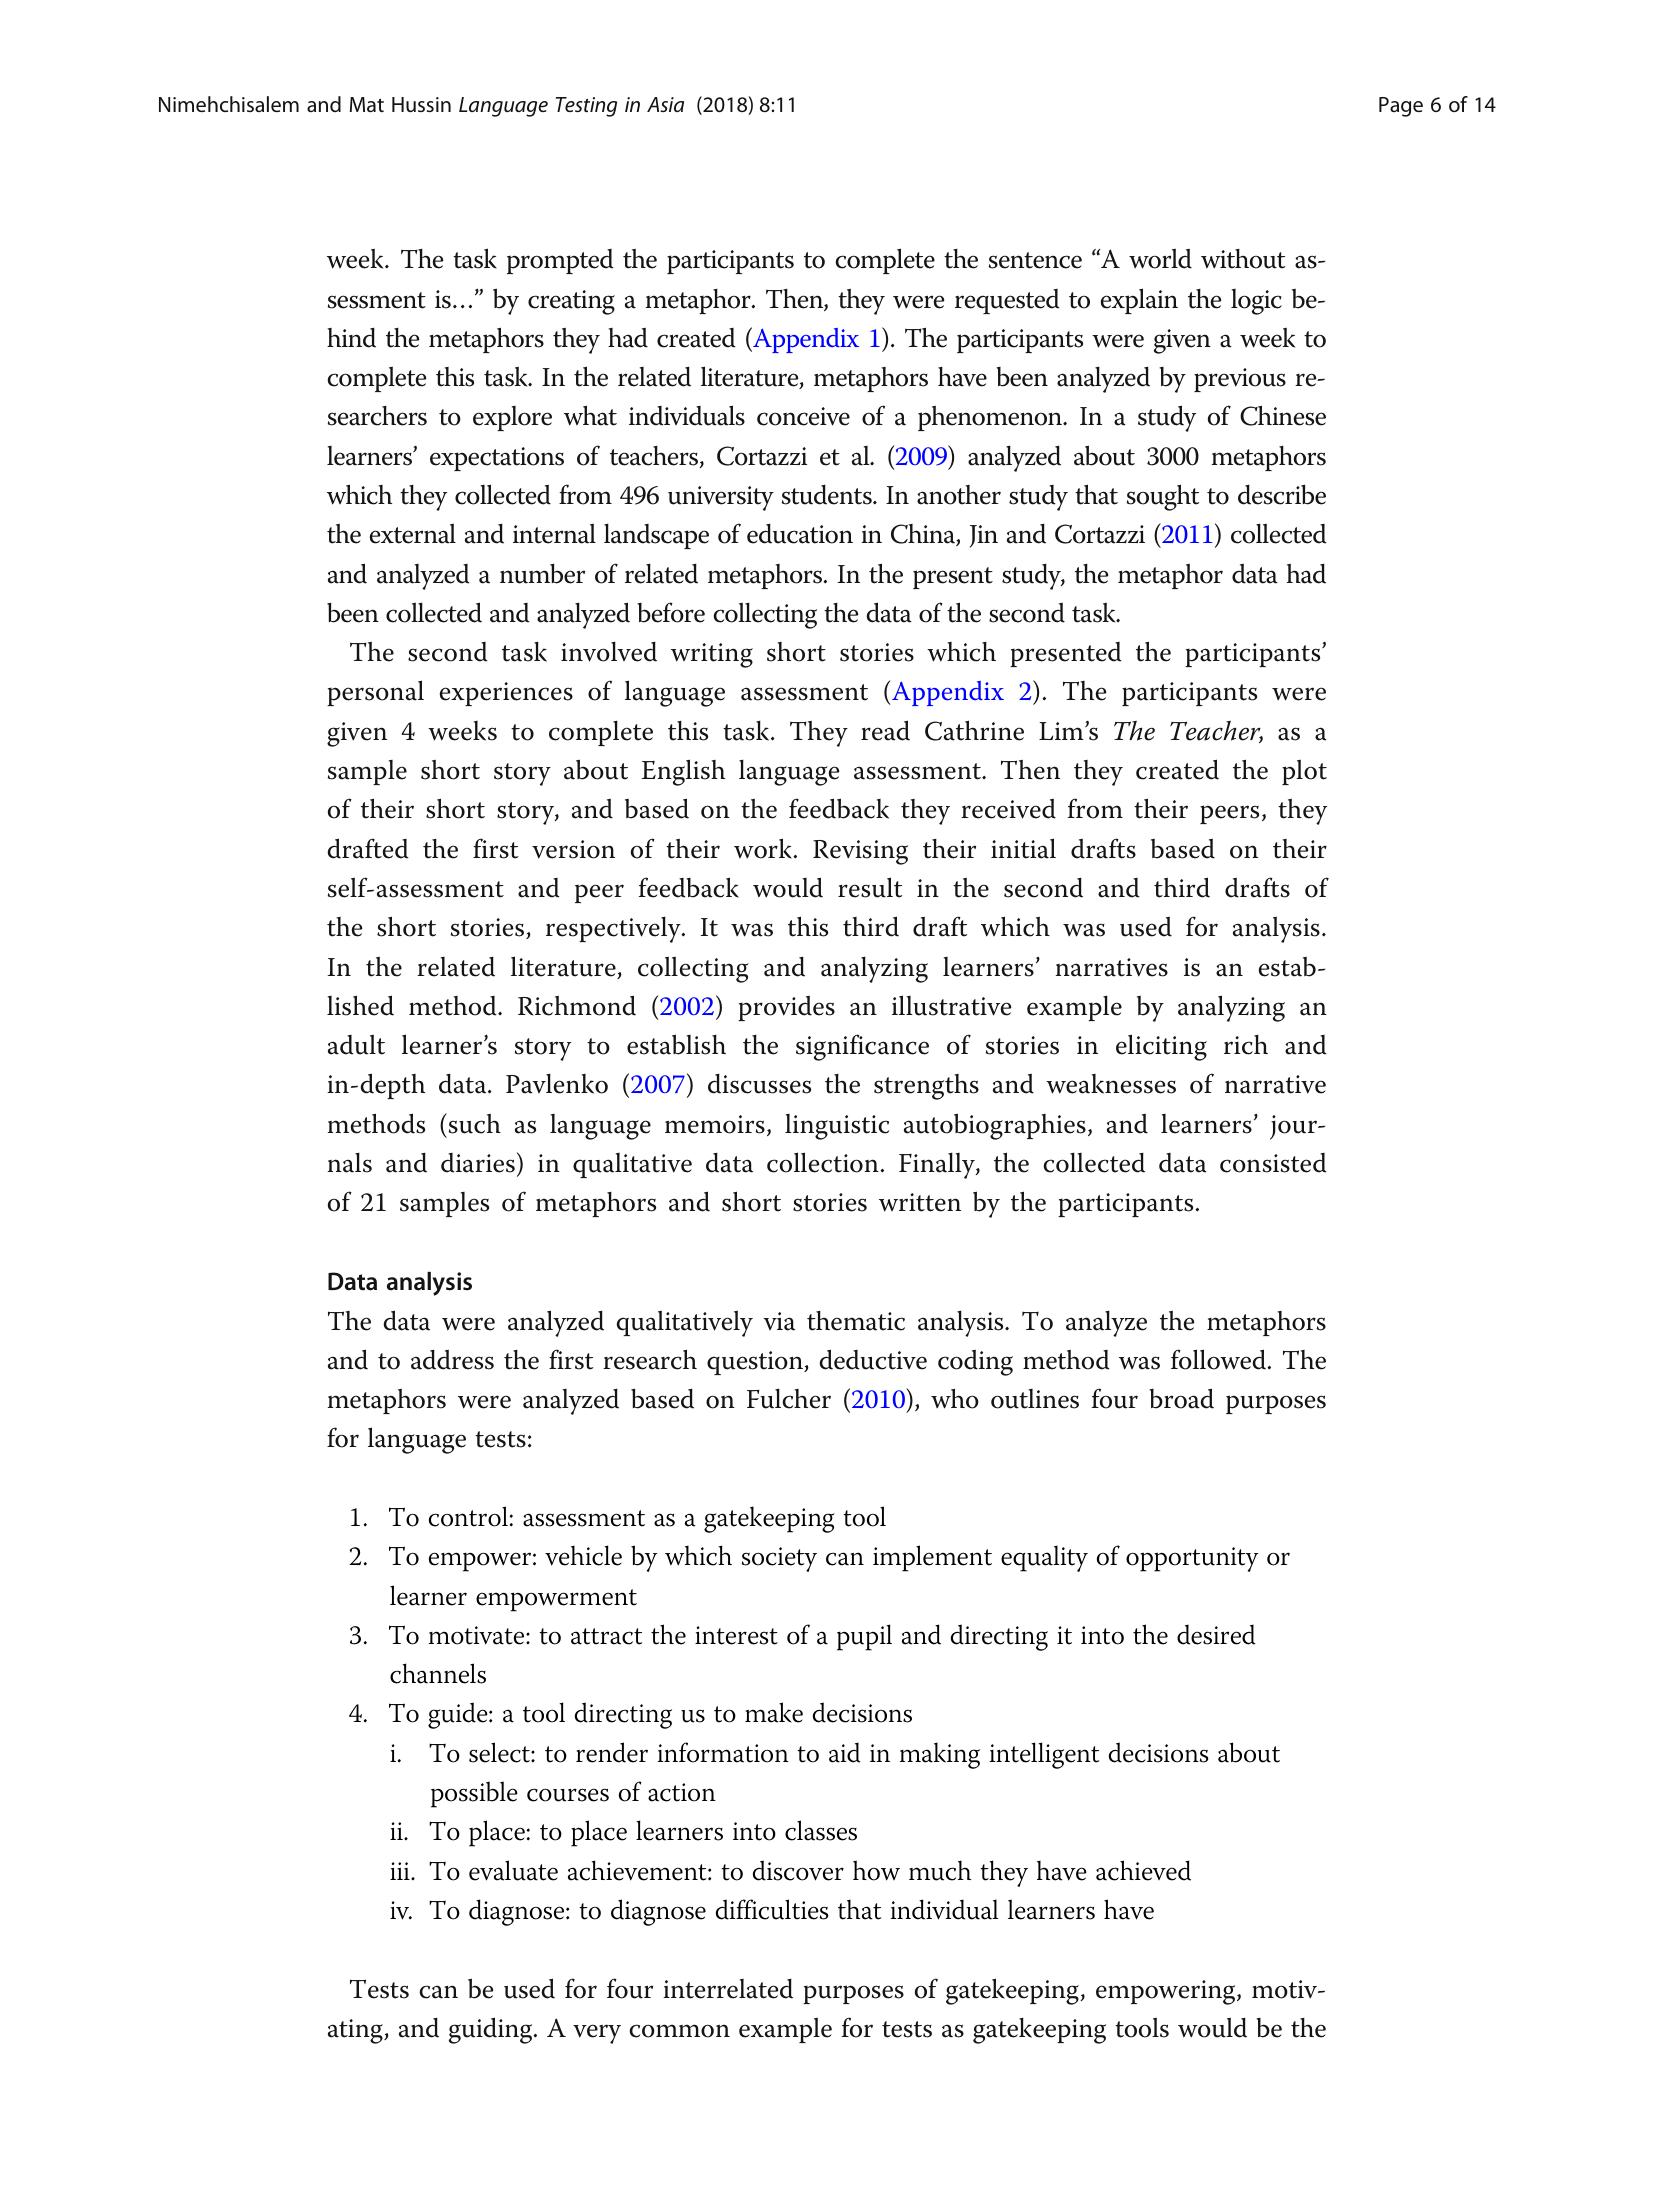 Nimehchisalem and Mat Hussin Language Testing in Asia (2018) 8:11
Page 6 of 14
week. The task prompted the participants to complete the sentence “A world without as-
sessment is…” by creating a metaphor. Then, they were requested to explain the logic be-
hind the metaphors they had created (Appendix 1). The participants were given a week to
complete this task. In the related literature, metaphors have been analyzed by previous re-
searchers to explore what individuals conceive of a phenomenon. In a study of Chinese
learners’ expectations of teachers, Cortazzi et al. (2009) analyzed about 3000 metaphors
which they collected from 496 university students. In another study that sought to describe
the external and internal landscape of education in China, Jin and Cortazzi (2011) collected
and analyzed a number of related metaphors. In the present study, the metaphor data had
been collected and analyzed before collecting the data of the second task.
The second task involved writing short stories which presented the participants’
personal experiences of language assessment (Appendix 2). The participants were
given 4 weeks to complete this task. They read Cathrine Lim’s The Teacher, as a
sample short story about English language assessment. Then they created the plot
of their short story, and based on the feedback they received from their peers, they
drafted the first version of their work. Revising their initial drafts based on their
self-assessment and peer feedback would result in the second and third drafts of
the short stories, respectively. It was this third draft which was used for analysis.
In the related literature, collecting and analyzing learners’ narratives is an estab-
lished method. Richmond (2002) provides an illustrative example by analyzing an
adult learner’s story to establish the significance of stories in eliciting rich and
in-depth data. Pavlenko (2007) discusses the strengths and weaknesses of narrative
methods (such as language memoirs, linguistic autobiographies, and learners’ jour-
nals and diaries) in qualitative data collection. Finally, the collected data consisted
of 21 samples of metaphors and short stories written by the participants.
Data analysis
The data were analyzed qualitatively via thematic analysis. To analyze the metaphors
and to address the first research question, deductive coding method was followed. The
metaphors were analyzed based on Fulcher (2010), who outlines four broad purposes
for language tests:
1. To control: assessment as a gatekeeping tool
2. To empower: vehicle by which society can implement equality of opportunity or
learner empowerment
3. To motivate: to attract the interest of a pupil and directing it into the desired
channels
4. To guide: a tool directing us to make decisions
i. To select: to render information to aid in making intelligent decisions about
possible courses of action
ii. To place: to place learners into classes
iii. To evaluate achievement: to discover how much they have achieved
iv. To diagnose: to diagnose difficulties that individual learners have
Tests can be used for four interrelated purposes of gatekeeping, empowering, motiv-
ating, and guiding. A very common example for tests as gatekeeping tools would be the